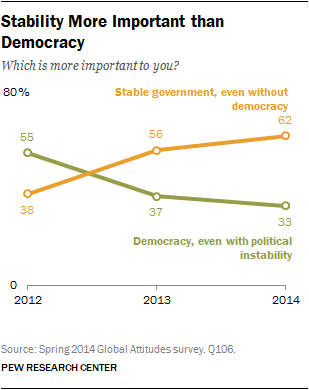 Stability More Important than
Democracy
Which is more important to you?
80%
Stable government, even without
democracy
62
56
55
38
37
33
Democracy, even with political
instability
0
2012
2013
2014
Source: Spring 2014 Global Attitudes survey. Q106.
PEW RESEARCH CENTER